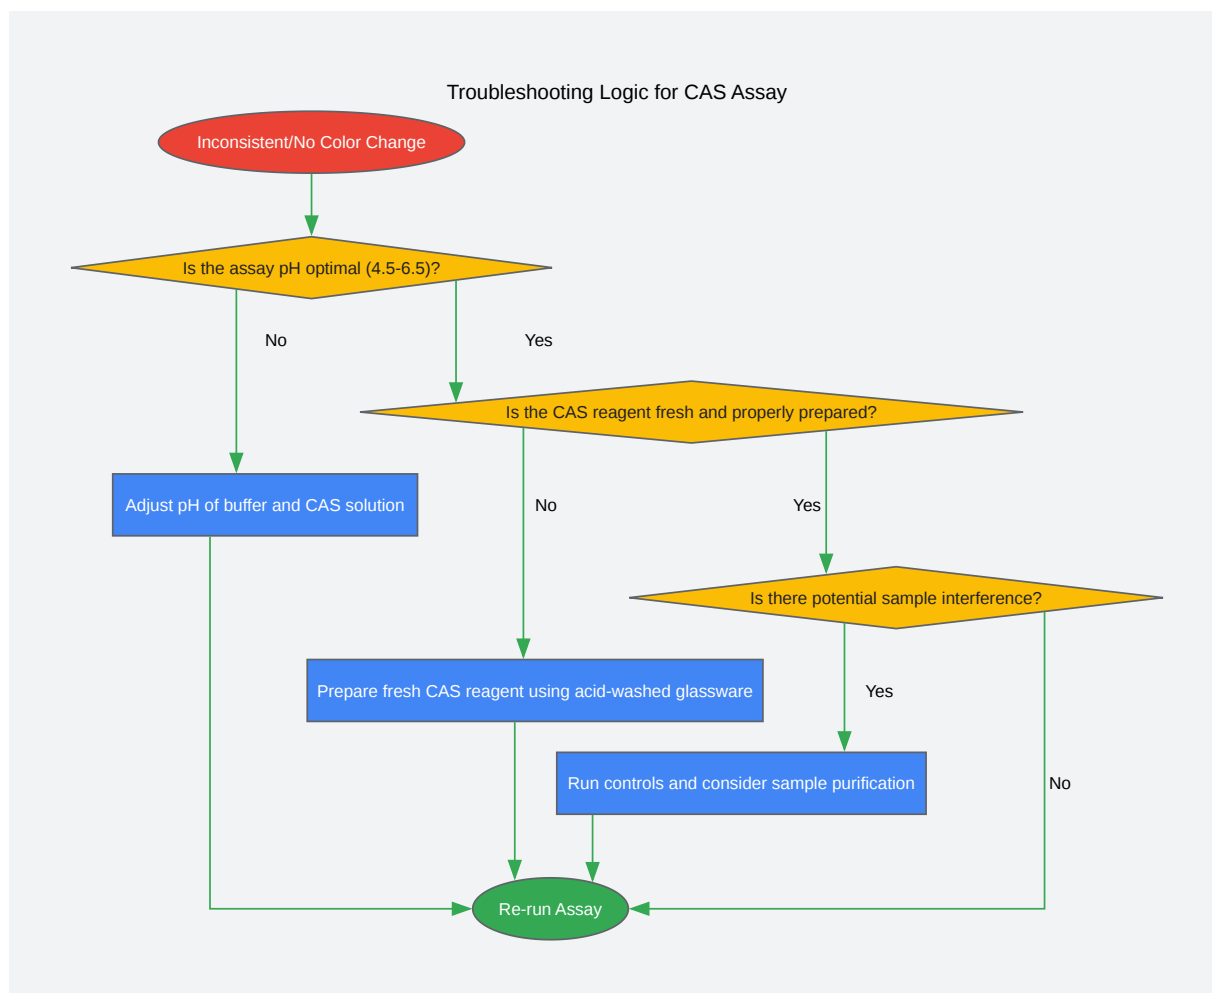 Troubleshooting Logic for CAS Assay
Inconsistent/No Color Change
Is the assay pH optimal (4.5-6.5)?
No
Yes
Is the CAS reagent fresh and properly prepared?
Adjust pH of buffer and CAS solution
No
Yes
Is there potential sample interference?
Prepare fresh CAS reagent using acid-washed glassware
Yes
Run controls and consider sample purification
No
Re-run Assay